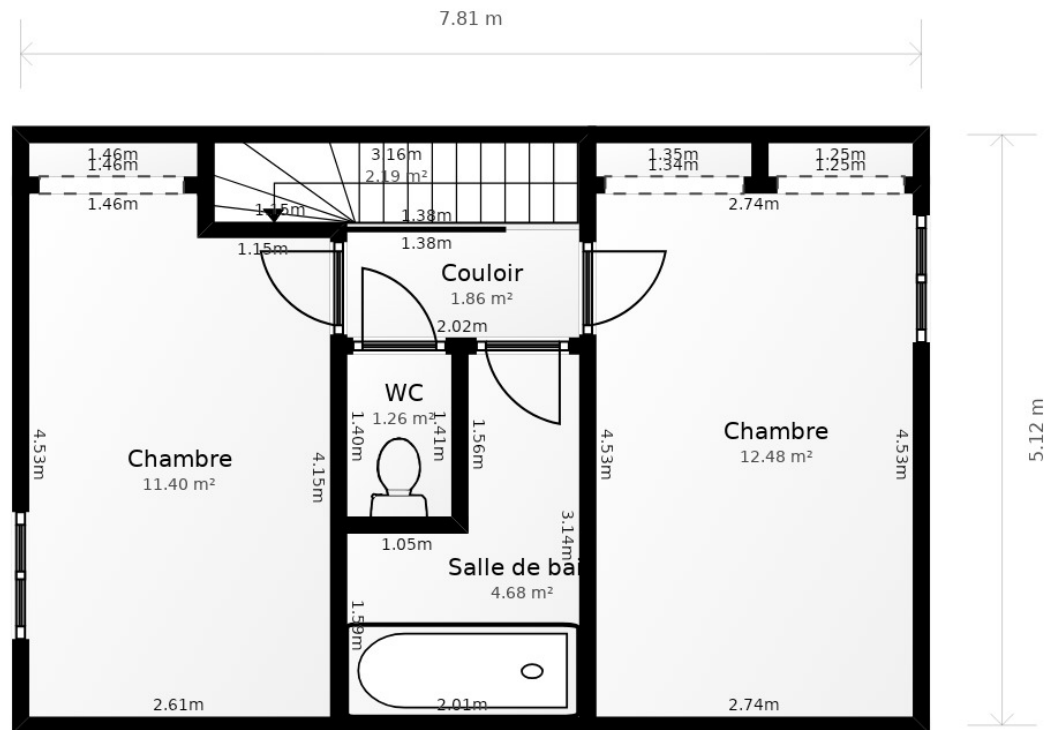 7.81 m
1.46m
1.46m
1.46m
3.16m
2.19 m²
1.35m
1.34m
1.25m
1.25m
2.74m
1.15m
1.15m
1.38m
1.38m
Couloir
1.86 m²
2.02m
WC
1.26 m²
1.40m
1.41m
1.56m
4.53m
Chambre
11.40 m²
4.15m
4.53m
Chambre
12.48 m²
4.53m
5.12 m
1.05m
3.14m
Salle de bai
4.68 m²
1.59m
2.61m
2.01m
2.74m